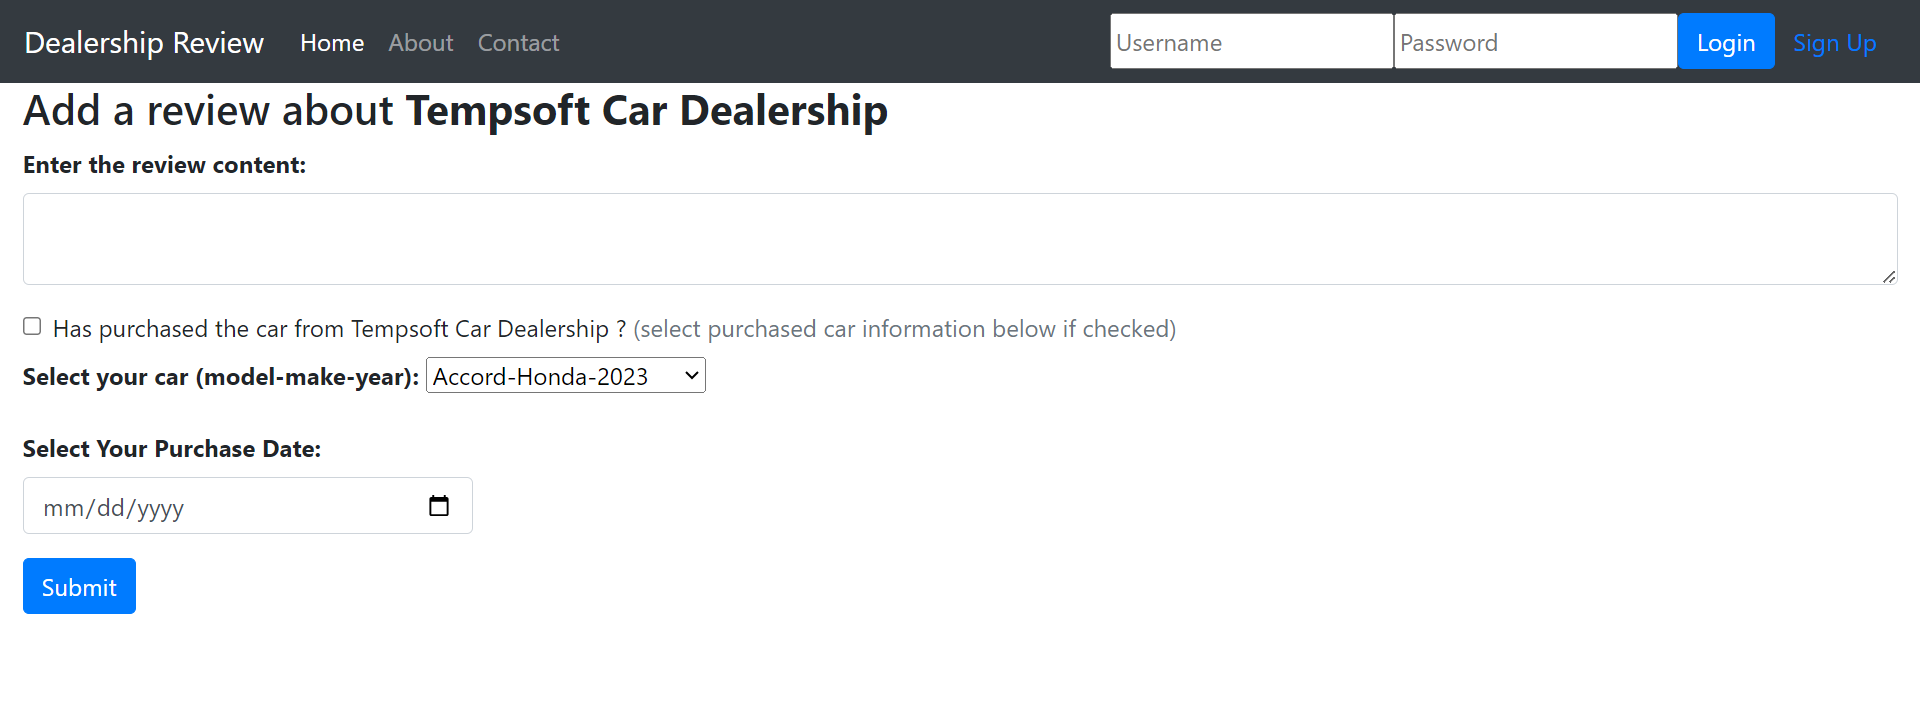 Dealership Review Home About Contact Username Password Login Sign Up
Add a review about Tempsoft Car Dealership
Enter the review content:
Has purchased the car from Tempsoft Car Dealership ? (select purchased car information below if checked)
Select your car (model-make-year): Accord-Honda-2023
Select Your Purchase Date:
mm/dd/yyyy
Submit